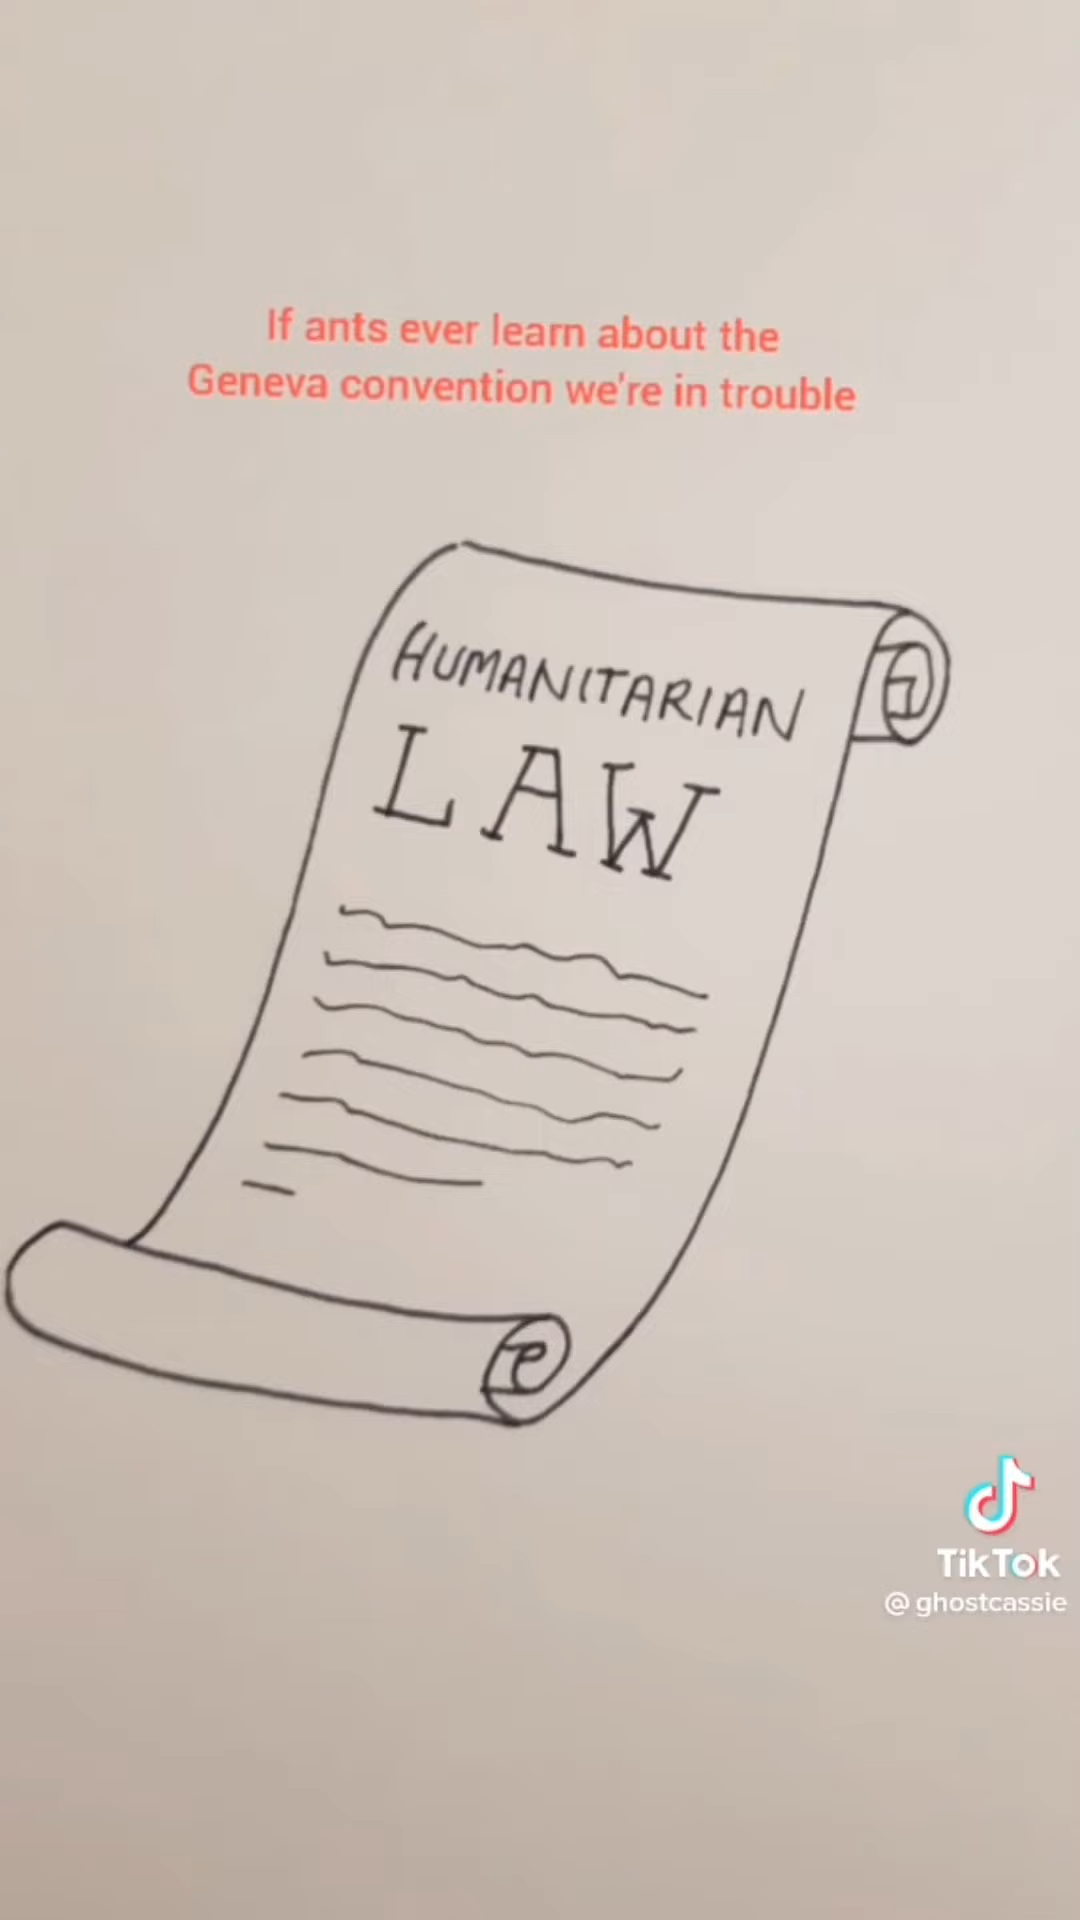 If ants ever learn about the
Geneva convention we're in trouble
HUMANITARIAN
LAW
TikTok
@ghostcassie